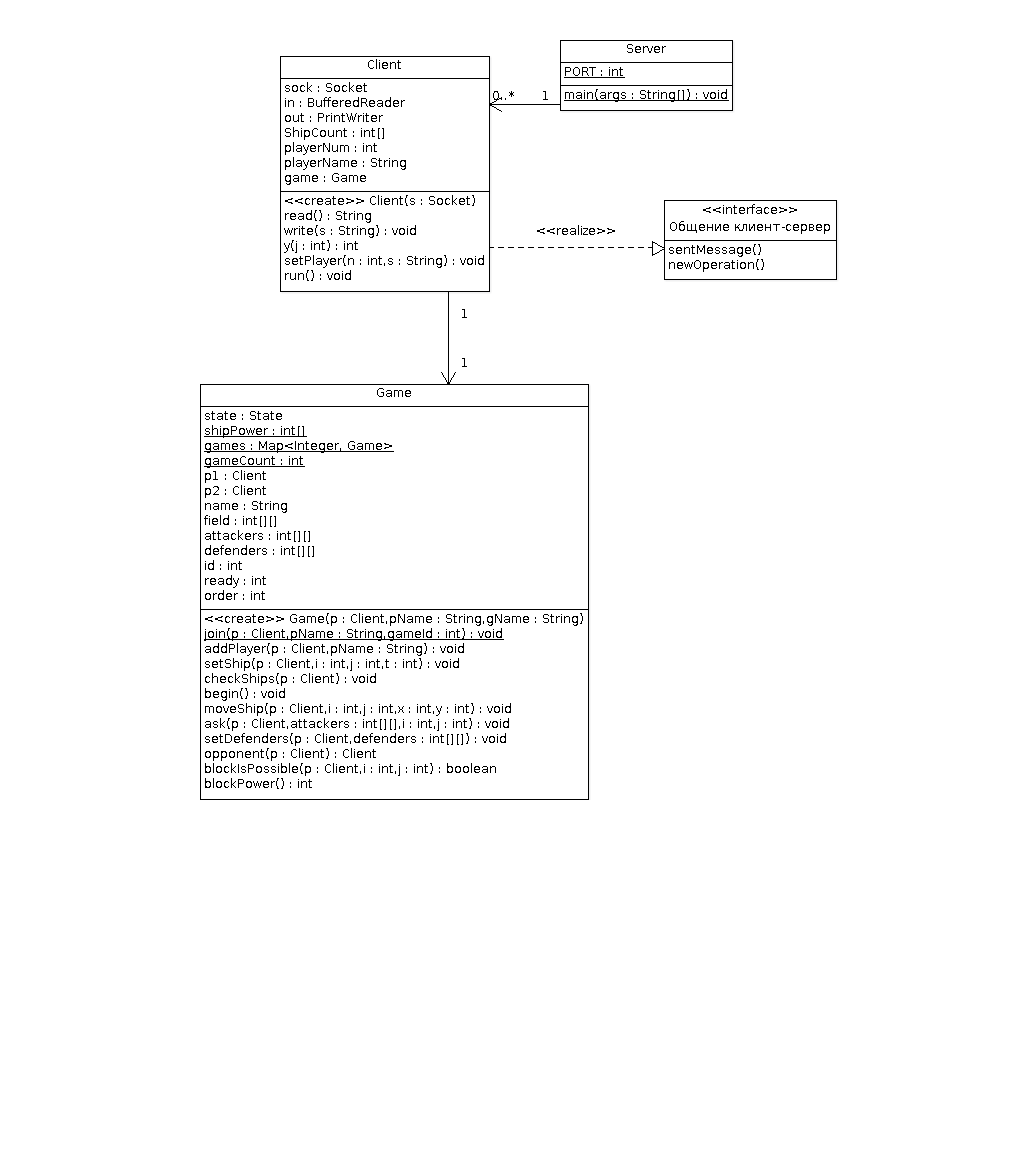 Server
PORT : int
main(args : String[]) : void
Client
sock : Socket
in : BufferedReader
out : PrintWriter
ShipCount : int[]
playerNum : int
playerName : String
game : Game
<<create>> Client(s : Socket)
read() : String
write(s : String) : void
y(j : int) : int
setPlayer(n : int,s : String) : void
run() : void
0..*
1
<<realize>>
<<interface>>
Общение клиент-сервер
sentMessage()
newOperation()
1
1
Game
state : State
shipPower : int[]
games : Map<Integer, Game>
gameCount : int
p1 : Client
p2 : Client
name : String
field : int[][]
attackers : int[][]
defenders : int[][]
id : int
ready : int
order : int
<<create>> Game(p : Client,pName : String,gName : String)
join(p : Client,pName : String,gameId : int) : void
addPlayer(p : Client,pName : String) : void
setShip(p : Client,i : int,j : int,t : int) : void
checkShips(p : Client) : void
begin() : void
moveShip(p : Client,i : int,j : int,x : int,y : int) : void
ask(p : Client,attackers : int[][],i : int,j : int) : void
setDefenders(p : Client,defenders : int[][]) : void
opponent(p : Client) : Client
blockIsPossible(p : Client,i : int,j : int) : boolean
blockPower() : int